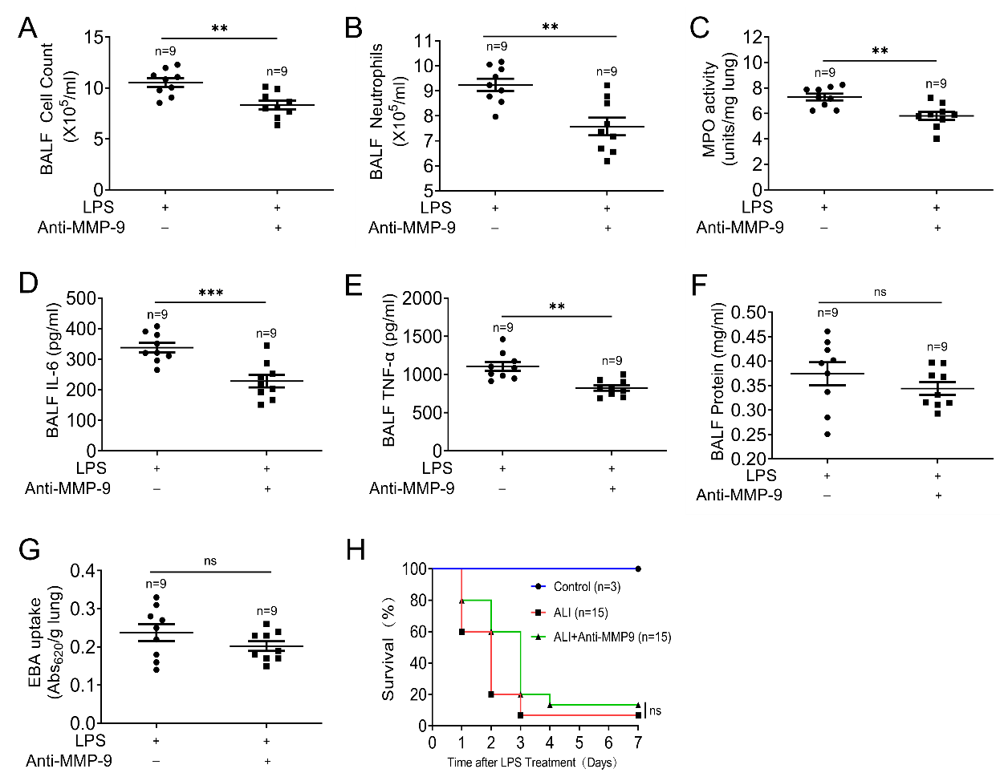 A
BALF Cell Count
(X10⁵/ml)
15
10
5
0
n=9
**
n=9
LPS + +
Anti-MMP-9 – +
B
BALF Neutrophils
(X10⁵/ml)
11
10
9
8
7
6
5
n=9
**
n=9
+ +
– +
C
MPO activity
(units/mg lung)
12
10
8
6
4
2
0
n=9
**
n=9
LPS + +
Anti-MMP-9 – +
D
BALF IL-6 (pg/ml)
500
400
300
200
100
0
n=9
***
n=9
LPS + +
Anti-MMP-9 – +
E
BALF TNF-α (pg/ml)
2000
1500
1000
500
0
n=9
**
n=9
LPS + +
Anti-MMP-9 – +
F
BALF Protein (mg/ml)
0.50
0.45
0.40
0.35
0.30
0.25
0.20
n=9
ns
n=9
LPS + +
Anti-MMP-9 – +
G
EBA uptake
(Abs₆₂₀/g lung)
0.4
0.3
0.2
0.1
0.0
n=9
ns
n=9
LPS + +
Anti-MMP-9 – +
H
Survival (%)
100
80
60
40
20
0
Control (n=3)
ALI (n=15)
ALI+Anti-MMP9 (n=15)
ns
0 1 2 3 4 5 6 7
Time after LPS Treatment (Days)